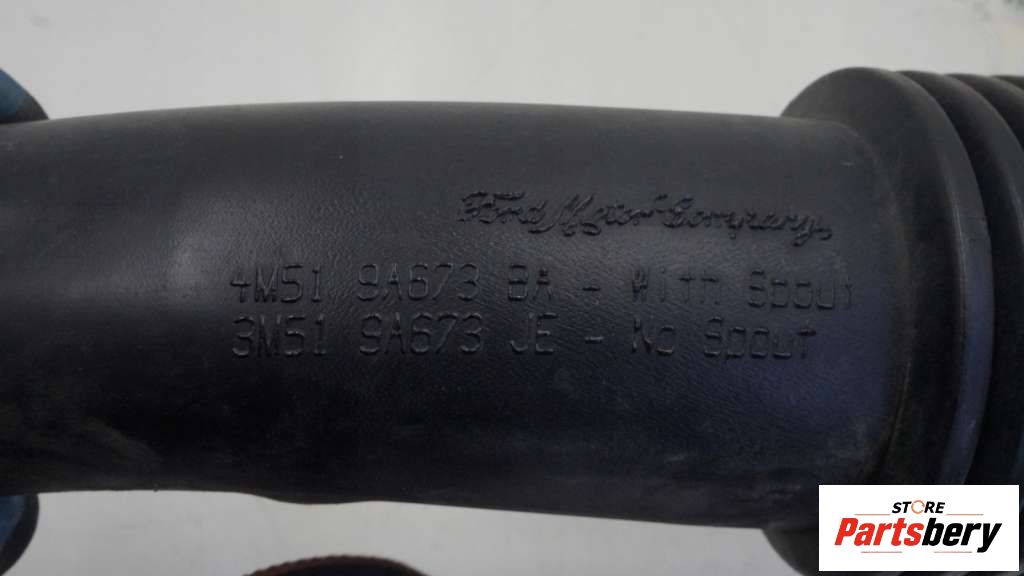 Ford Motor Company
4M51 9A673 BA - With Spout
3M51 9A673 JE - No Spout
STORE
Partsbery